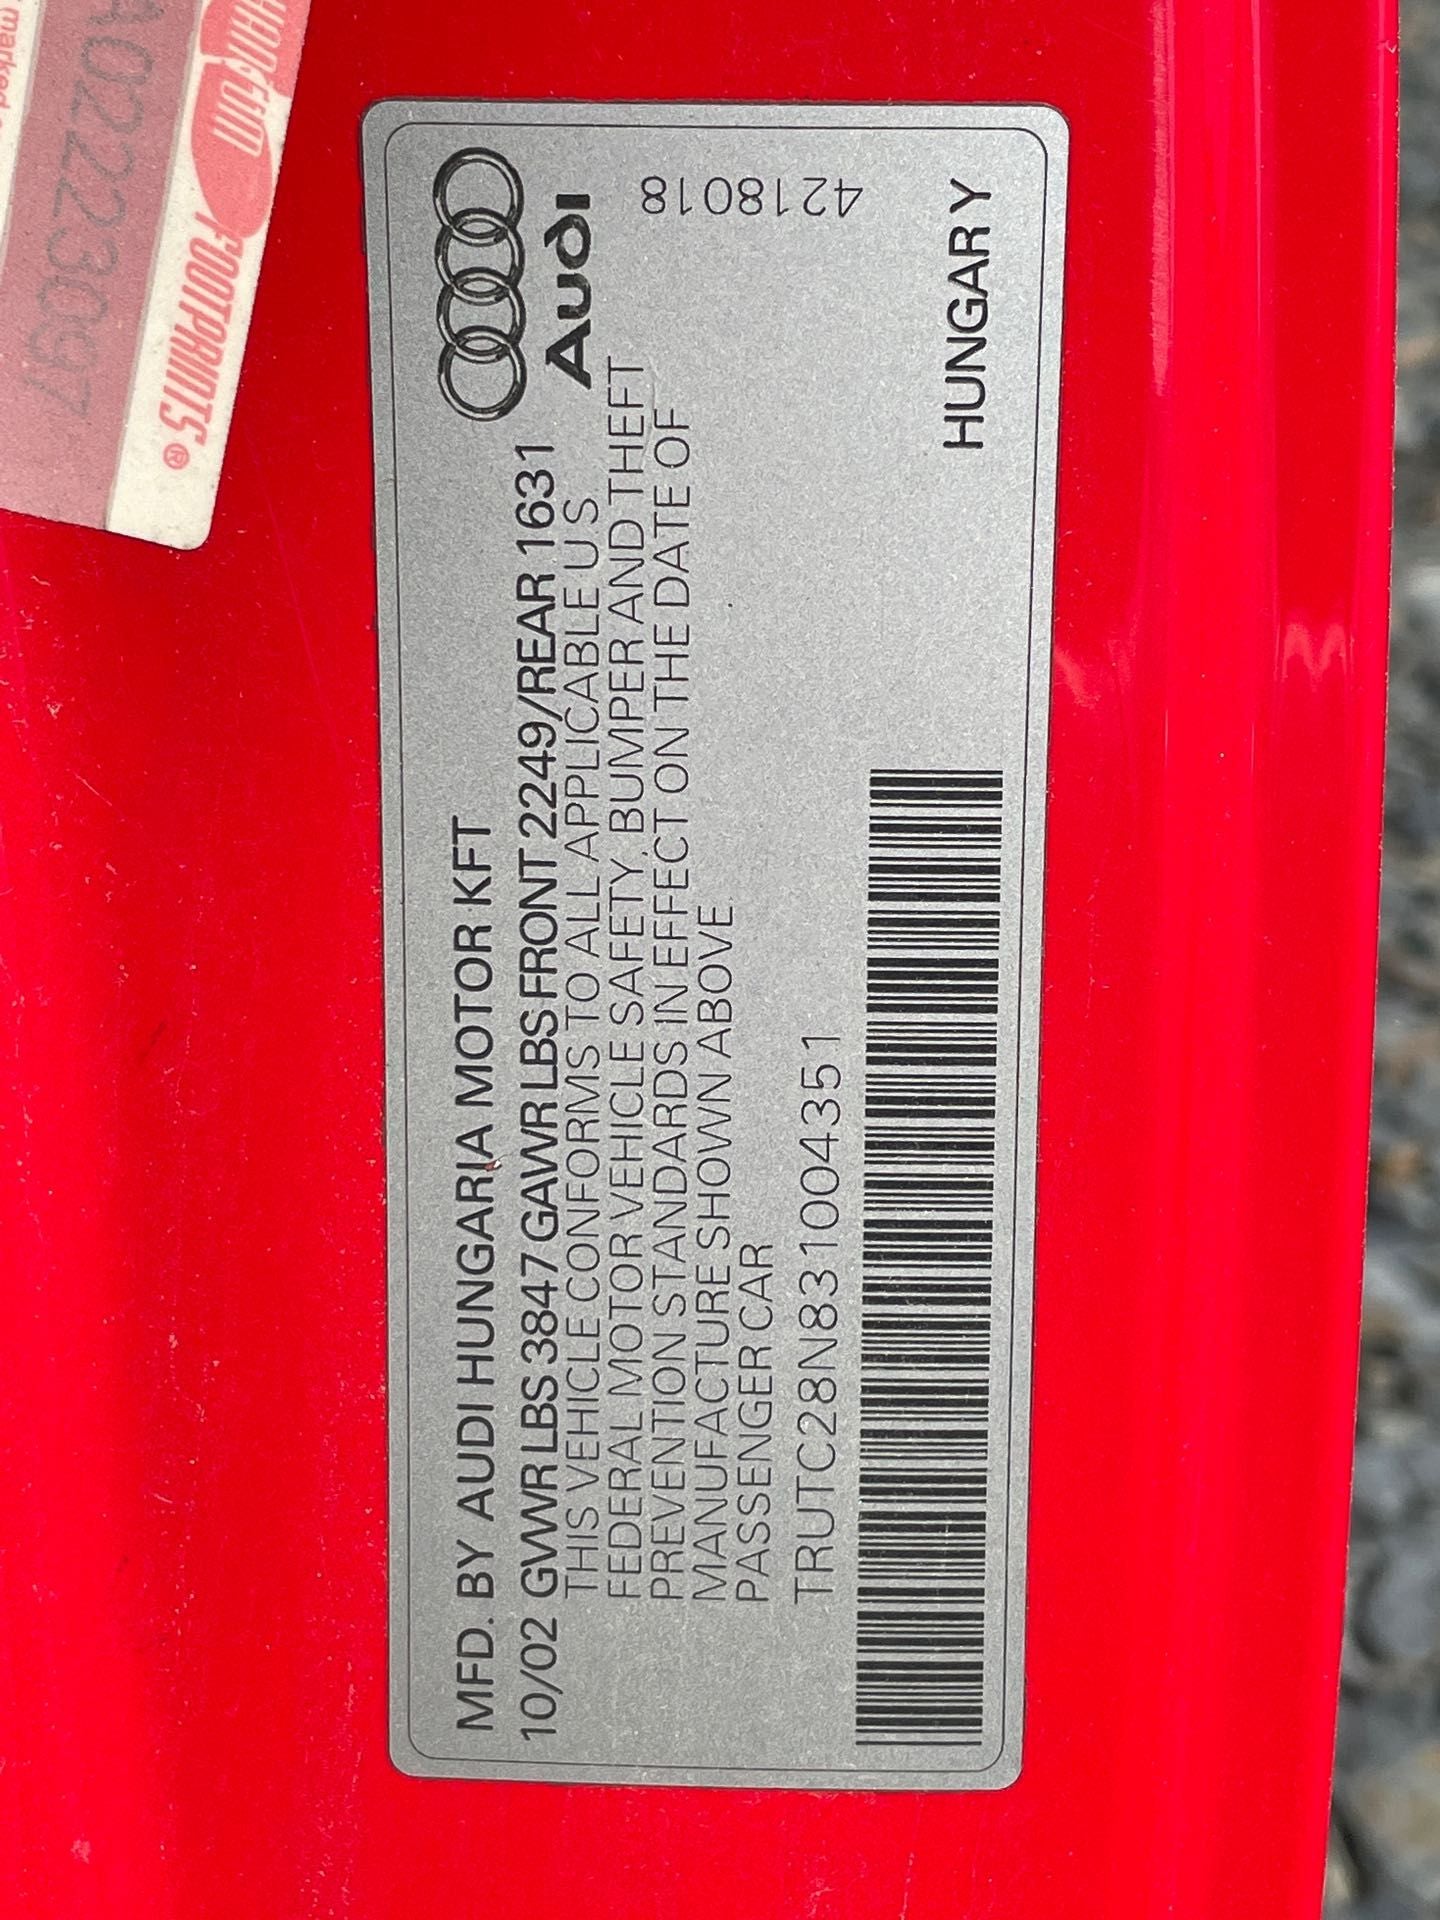 MFD. BY AUDI HUNGARIA MOTOR KFT
10/02 GVWR LBS 3847 GAWR LBS FRONT 2249/REAR 1631
THIS VEHICLE CONFORMS TO ALL APPLICABLE U S
FEDERAL MOTOR VEHICLE SAFETY, BUMPER AND THEFT
PREVENTION STANDARDS IN EFFECT ON THE DATE OF
MANUFACTURE SHOWN ABOVE.
PASSENGER CAR
TRUTC28N831004351
Audi
4218018
HUNGARY
marked
A0223097
FOOTPRINTS®